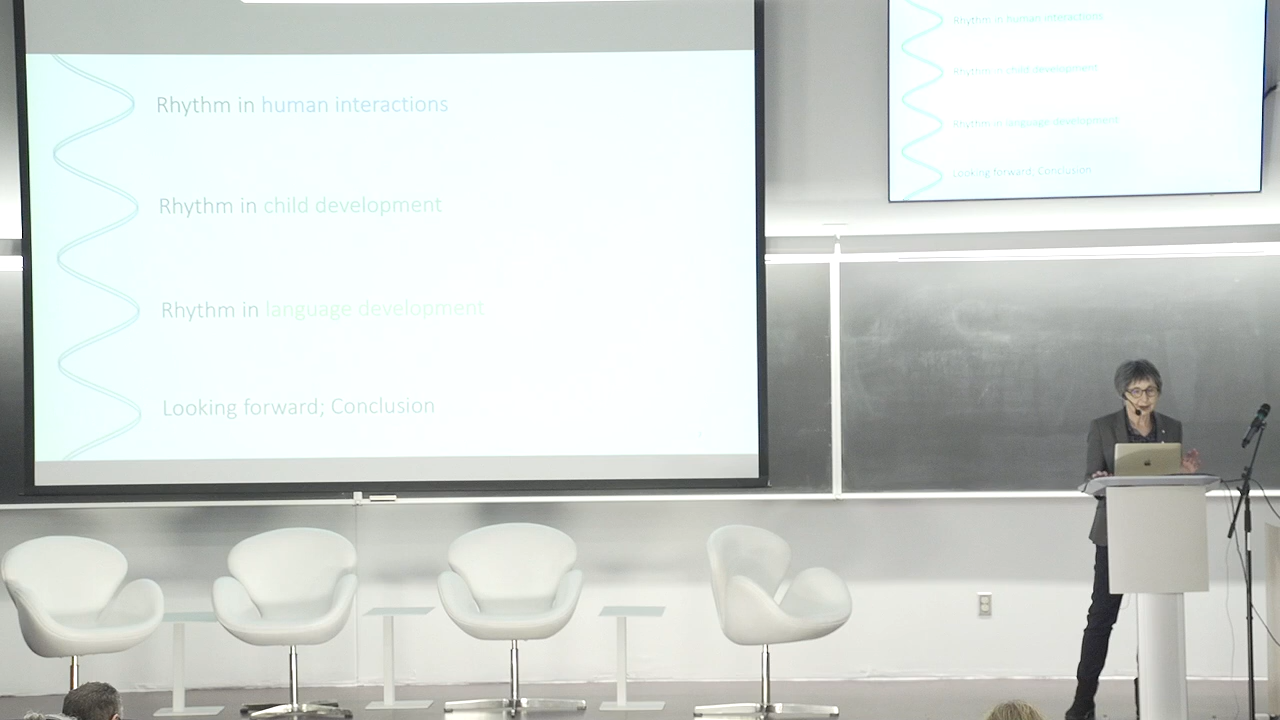 Rhythm in human interactions
Rhythm in child development
Rhythm in language development
Looking forward; Conclusion
Rhythm in human interactions
Rhythm in child development
Rhythm in language development
Looking forward; Conclusion